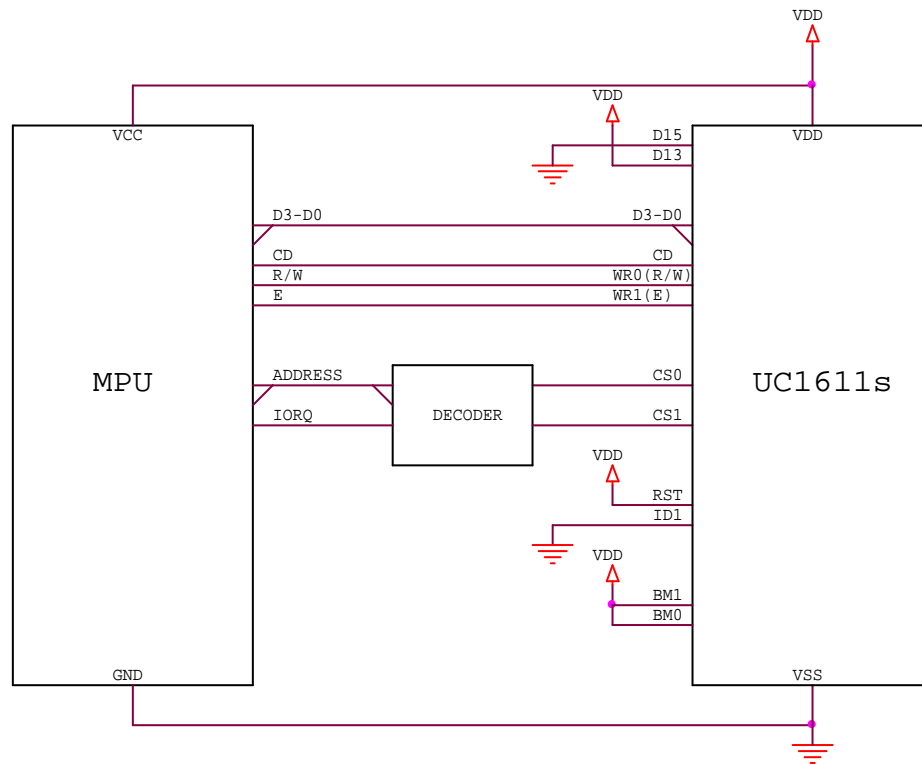 VDD
VDD
VCC
D15
VDD
D13
D3-D0
D3-D0
CD
CD
R/W
WR0(R/W)
E
WR1(E)
MPU
ADDRESS
CS0
UC1611s
IORQ
DECODER
CS1
VDD
RST
ID1
VDD
BM1
BM0
GND
VSS